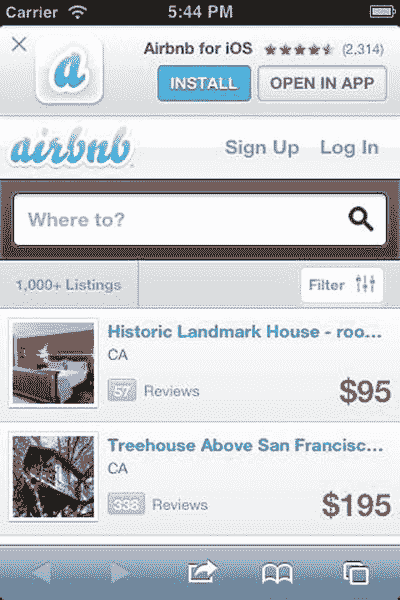 Carrier 5:44 PM
a Airbnb for iOS (2,314)
INSTALL OPEN IN APP
airbnb Sign Up Log In
Where to?
1,000+ Listings Filter
Historic Landmark House - roo...
CA
57 Reviews $95
Treehouse Above San Francisc...
CA
338 Reviews $195